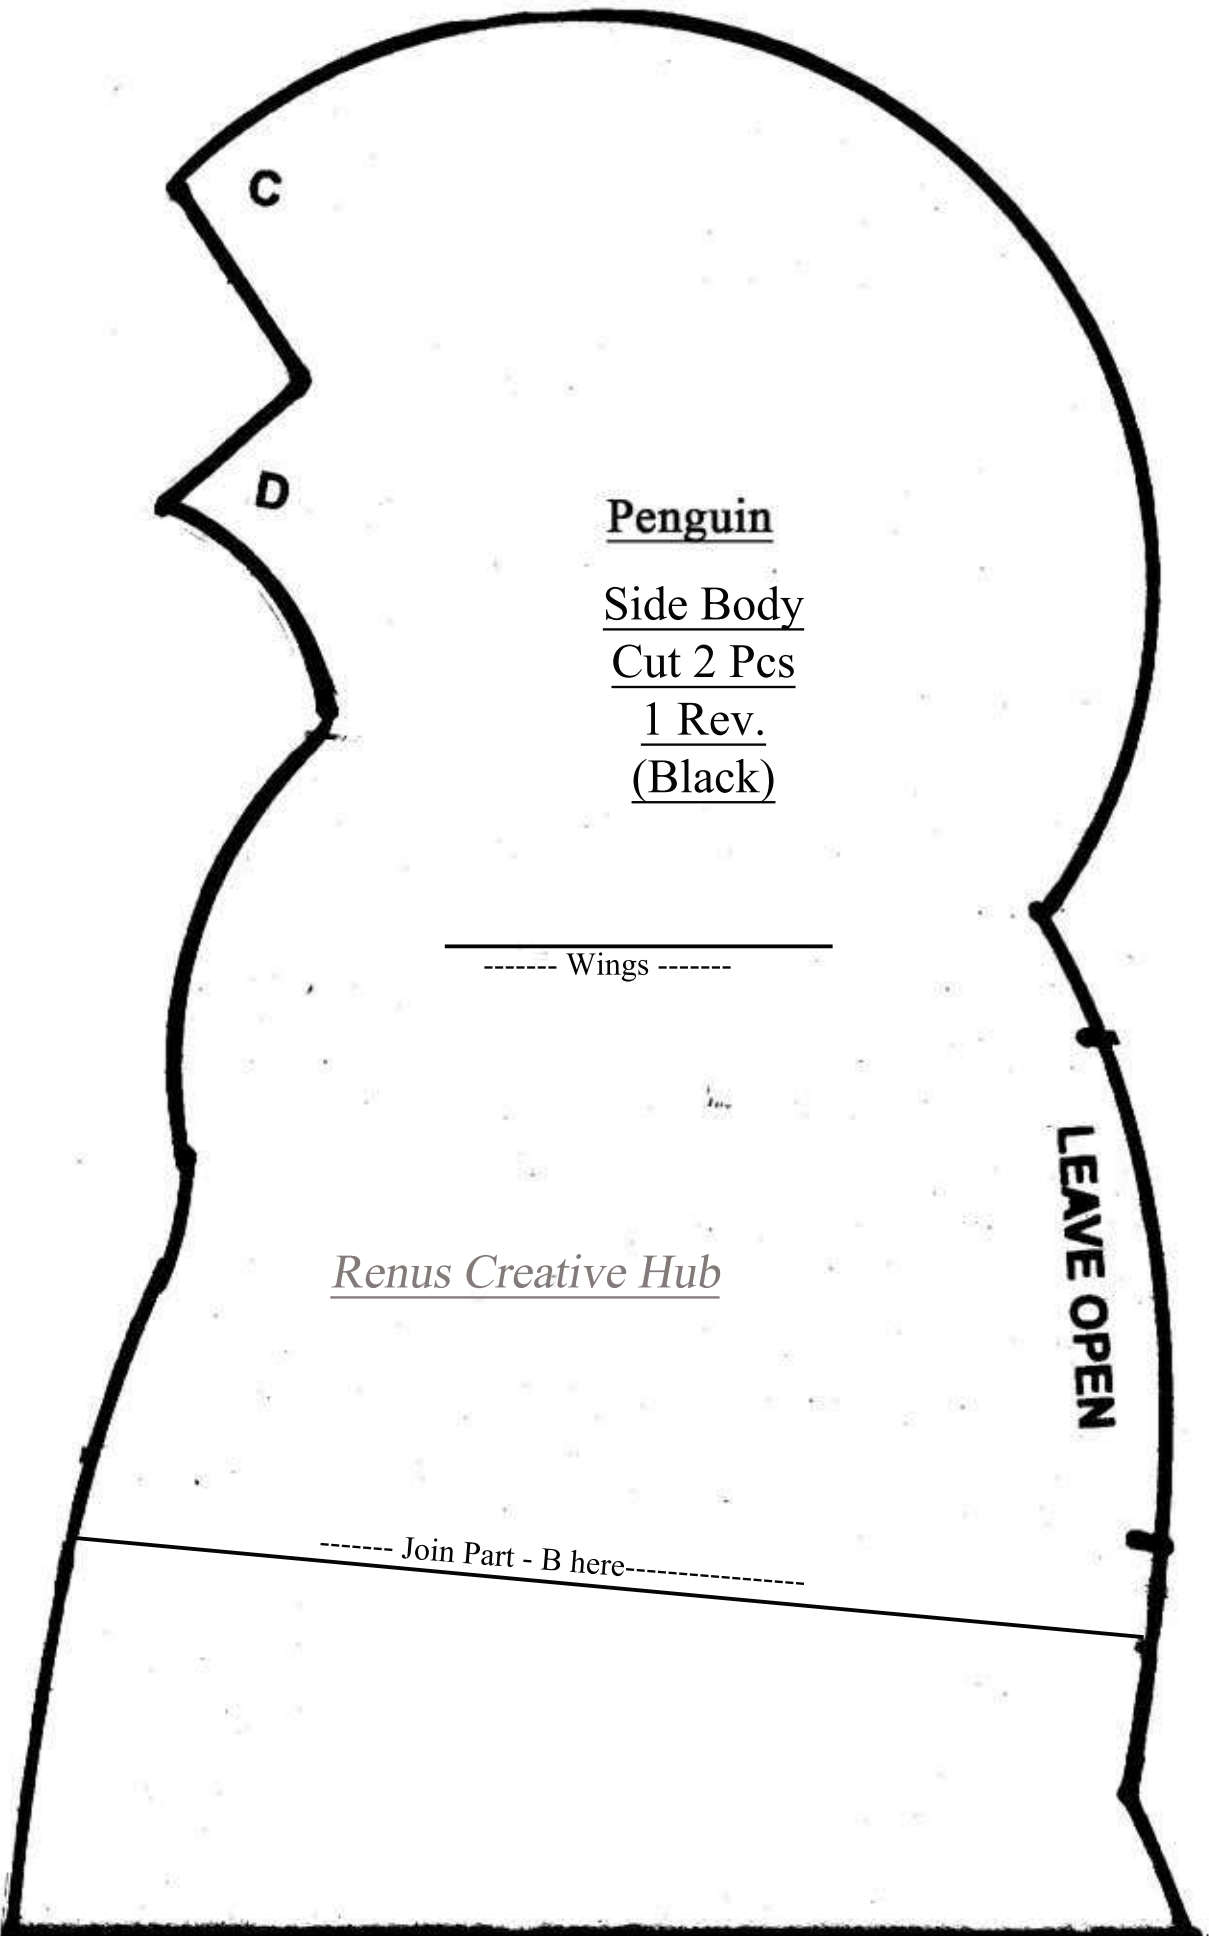 C
D
Penguin
Side Body
Cut 2 Pcs
1 Rev.
(Black)
------- Wings -------
LEAVE OPEN
Renus Creative Hub
------- Join Part - B here-----------------